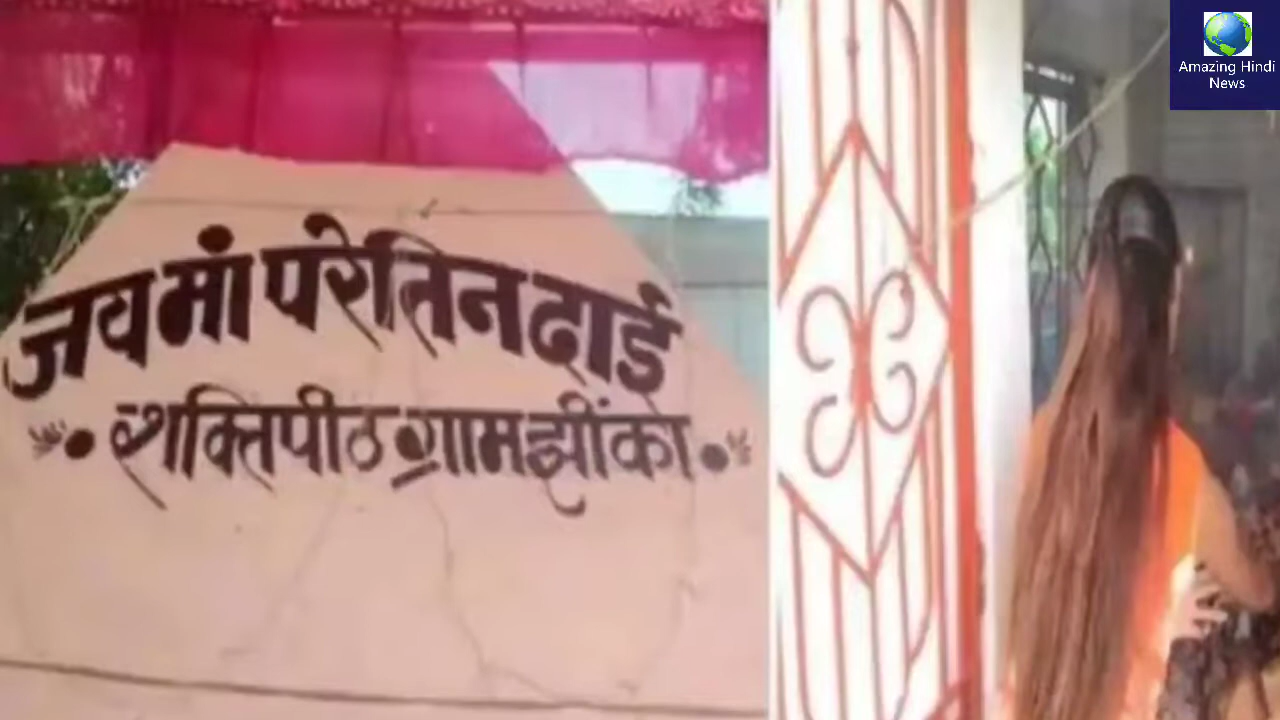 जय मां परेतिन दाई
शक्तिपीठ ग्राम झींका
Amazing Hindi
News